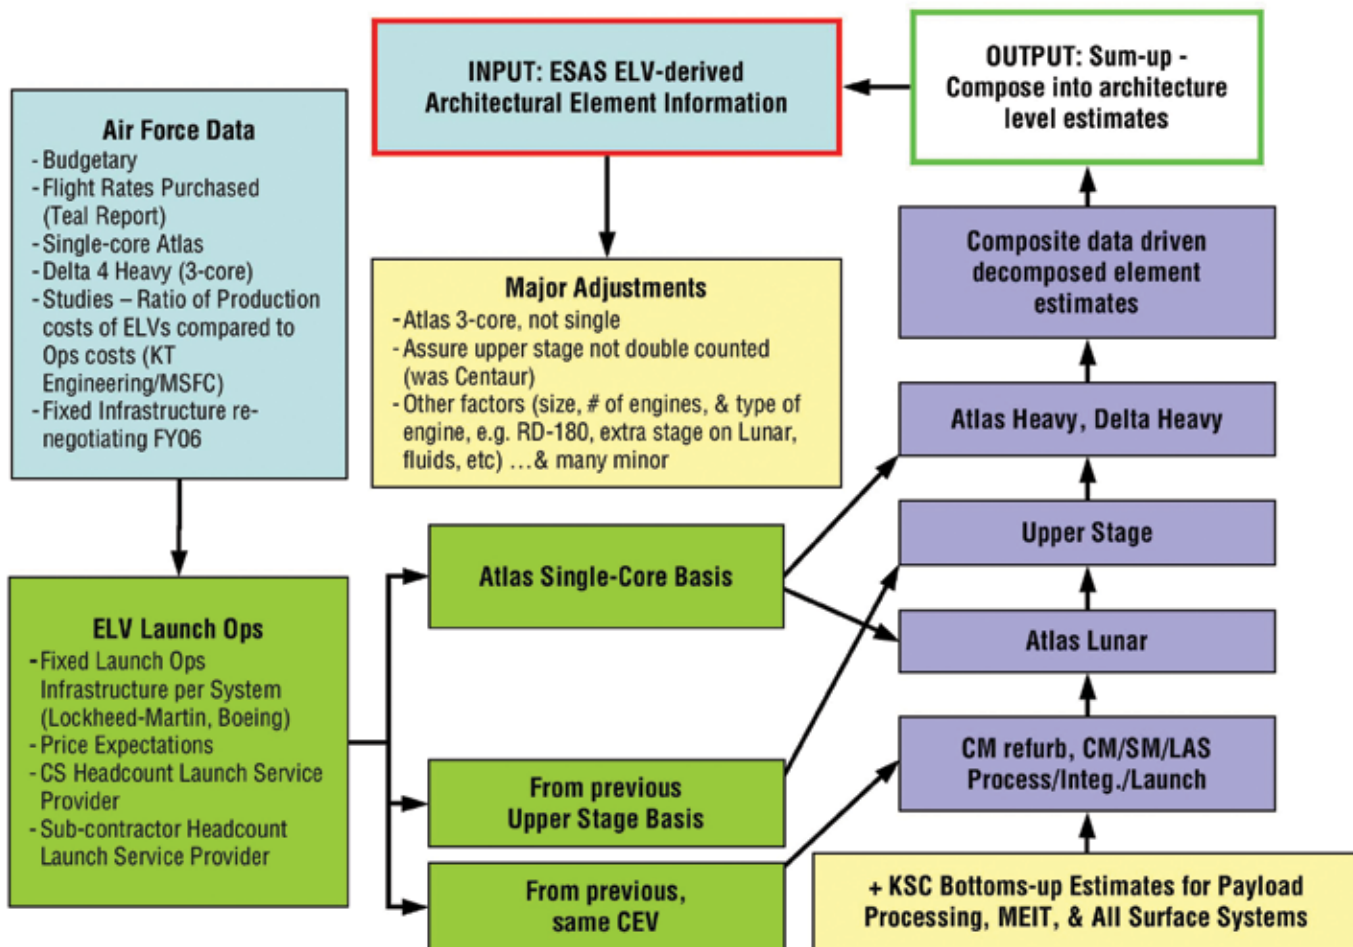 INPUT: ESAS ELV-derived
Architectural Element Information
OUTPUT: Sum-up -
Compose into architecture
level estimates
Air Force Data
- Budgetary
- Flight Rates Purchased
(Teal Report)
- Single-core Atlas
- Delta 4 Heavy (3-core)
- Studies – Ratio of Production
costs of ELVs compared to
Ops costs (KT
Engineering/MSFC)
- Fixed Infrastructure re-
negotiating FY06
Major Adjustments
- Atlas 3-core, not single
- Assure upper stage not double counted
(was Centaur)
- Other factors (size, # of engines, & type of
engine, e.g. RD-180, extra stage on Lunar,
fluids, etc) …& many minor
Composite data driven
decomposed element
estimates
Atlas Heavy, Delta Heavy
Upper Stage
Atlas Lunar
CM refurb, CM/SM/LAS
Process/Integ./Launch
+ KSC Bottoms-up Estimates for Payload
Processing, MEIT, & All Surface Systems
ELV Launch Ops
- Fixed Launch Ops
Infrastructure per System
(Lockheed-Martin, Boeing)
- Price Expectations
- CS Headcount Launch Service
Provider
- Sub-contractor Headcount
Launch Service Provider
Atlas Single-Core Basis
From previous
Upper Stage Basis
From previous,
same CEV